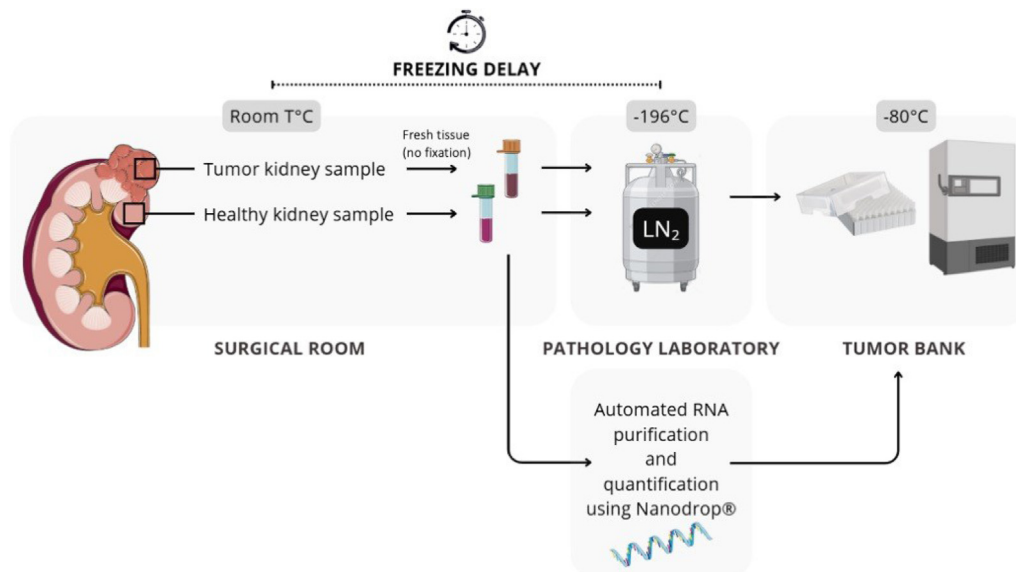 FREEZING DELAY
Room T°C
-196°C
-80°C
Fresh tissue
(no fixation)
Tumor kidney sample
Healthy kidney sample
LN₂
SURGICAL ROOM
PATHOLOGY LABORATORY
TUMOR BANK
Automated RNA
purification
and
quantification
using Nanodrop®